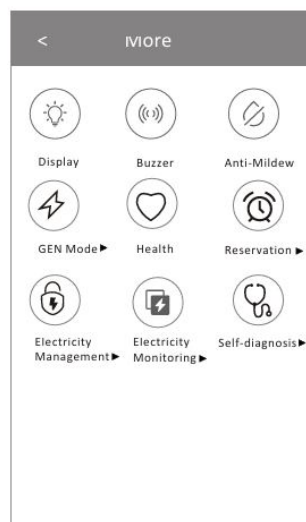 < More
Display Buzzer Anti-Mildew
GEN Mode▶ Health Reservation▶
Electricity Electricity Self-diagnosis▶
Management▶ Monitoring▶